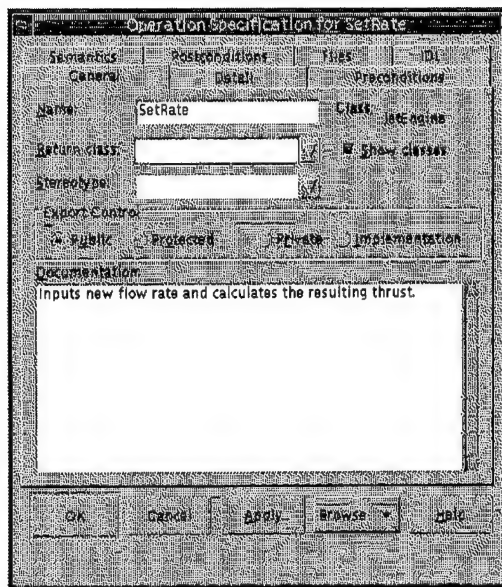 Operation Specification for SetRate
Semantics Postconditions Files IDL
General Detail Preconditions
Name: SetRate Class: JetEngine
Return class: Show classes
Stereotype:
Export Control
Public Protected Private Implementation
Documentation
Inputs new flow rate and calculates the resulting thrust.
OK Cancel Apply Browse Help